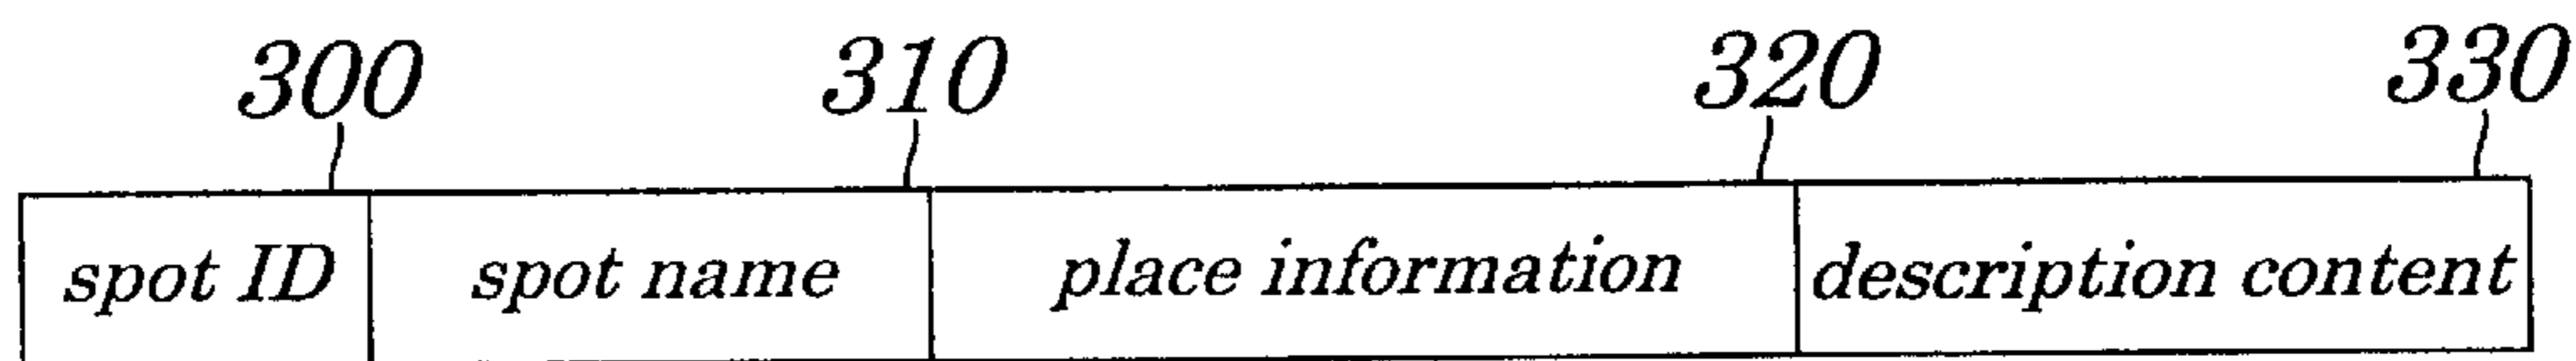 300 310 320 330
spot ID spot name place information description content